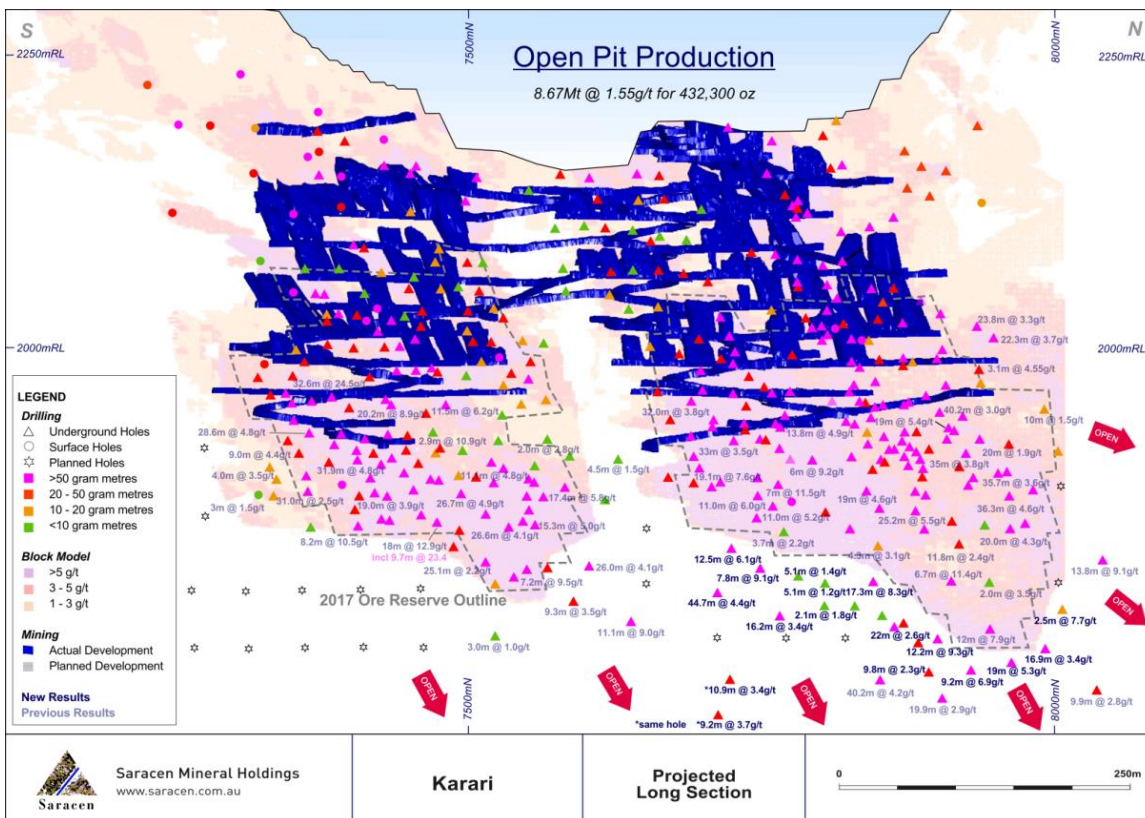 S
N
7500mN
8000mN
2250mRL
2250mRL
Open Pit Production
8.67Mt @ 1.55g/t for 432,300 oz
2000mRL
2000mRL
23.8m @ 3.3g/t
22.3m @ 3.7g/t
3.1m @ 4.55g/t
32.6m @ 24.5g/t
20.2m @ 8.9g/t
11.5m @ 6.2g/t
32.0m @ 3.8g/t
40.2m @ 3.0g/t
19m @ 5.4g/t
10m @ 1.5g/t
28.6m @ 4.8g/t
13.8m @ 4.9g/t
OPEN
9.0m @ 4.4g/t
2.9m @ 10.9g/t
2.0m @ 2.8g/t
33m @ 3.5g/t
20m @ 1.9g/t
4.0m @ 3.5g/t
31.9m @ 4.8g/t
4.5m @ 1.5g/t
6m @ 9.2g/t
35m @ 3.8g/t
19.1m @ 7.6g/t
35.7m @ 3.6g/t
31.0m @ 2.5g/t
7m @ 11.5g/t
19m @ 4.6g/t
3m @ 1.5g/t
19.0m @ 3.9g/t
26.7m @ 4.9g/t
17.4m @ 5.8g/t
11.0m @ 6.0g/t
36.3m @ 4.6g/t
11.0m @ 5.2g/t
25.2m @ 5.5g/t
8.2m @ 10.5g/t
26.6m @ 4.1g/t
15.3m @ 5.0g/t
3.7m @ 2.2g/t
20.0m @ 4.3g/t
18m @ 12.9g/t
incl 9.7m @ 23.4
4.9m @ 3.1g/t
11.8m @ 2.4g/t
25.1m @ 2.2g/t
26.0m @ 4.1g/t
12.5m @ 6.1g/t
5.1m @ 1.4g/t
6.7m @ 11.4g/t
13.8m @ 9.1g/t
7.2m @ 9.5g/t
7.8m @ 9.1g/t
5.1m @ 1.2g/t
17.3m @ 8.3g/t
2.0m @ 3.5g/t
2017 Ore Reserve Outline
9.3m @ 3.5g/t
44.7m @ 4.4g/t
2.1m @ 1.8g/t
2.5m @ 7.7g/t
OPEN
11.1m @ 9.0g/t
16.2m @ 3.4g/t
22m @ 2.6g/t
12m @ 7.9g/t
3.0m @ 1.0g/t
12.2m @ 9.3g/t
16.9m @ 3.4g/t
9.8m @ 2.3g/t
19m @ 5.3g/t
9.2m @ 6.9g/t
*10.9m @ 3.4g/t
40.2m @ 4.2g/t
9.9m @ 2.8g/t
19.9m @ 2.9g/t
*same hole
*9.2m @ 3.7g/t
OPEN
OPEN
OPEN
OPEN
7500mN
8000mN
LEGEND
Drilling
Underground Holes
Surface Holes
Planned Holes
>50 gram metres
20 - 50 gram metres
10 - 20 gram metres
<10 gram metres
Block Model
>5 g/t
3 - 5 g/t
1 - 3 g/t
Mining
Actual Development
Planned Development
New Results
Previous Results
Saracen
Saracen Mineral Holdings
www.saracen.com.au
Karari
Projected
Long Section
0
250m